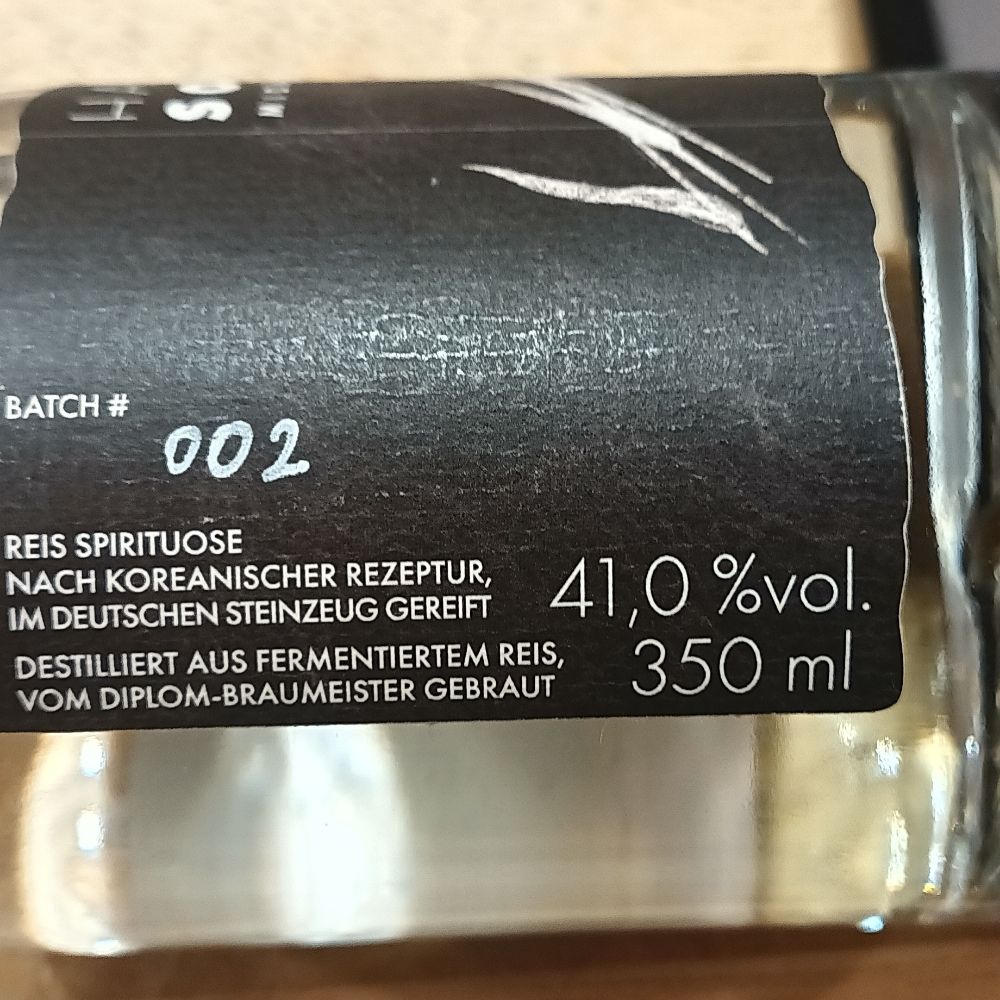 BATCH #
002
REIS SPIRITUOSE
NACH KOREANISCHER REZEPTUR,
IM DEUTSCHEN STEINZEUG GEREIFT
DESTILLIERT AUS FERMENTIERTEM REIS,
VOM DIPLOM-BRAUMEISTER GEBRAUT
41,0 %vol.
350 ml